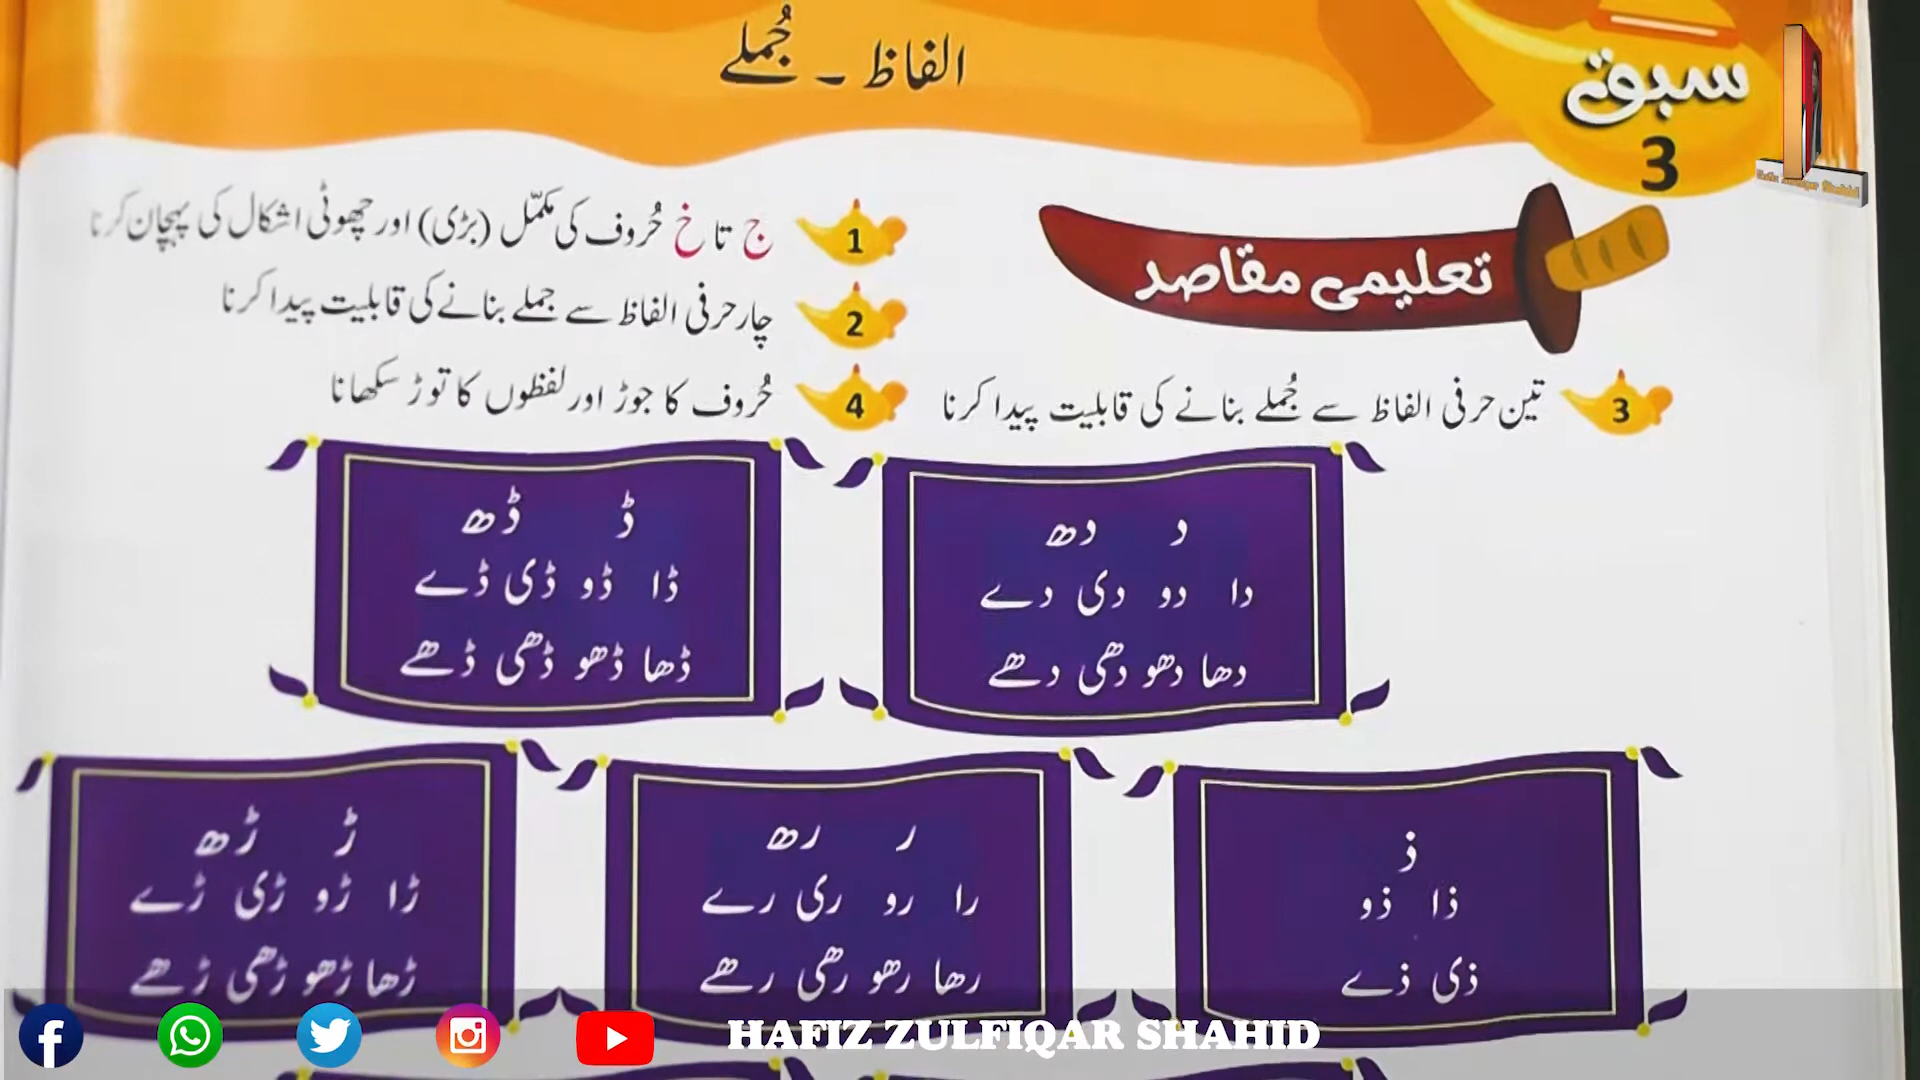 الفاظ ۔ جُملے
سبق
3
تعلیمی مقاصد
1 ج تا خ حُروف کی مکمّل (بڑی) اور چھوٹی اشکال کی پہچان کرنا
2 چار حرفی الفاظ سے جملے بنانے کی قابلیت پیدا کرنا
3 تین حرفی الفاظ سے جُملے بنانے کی قابلیت پیدا کرنا
4 حُروف کا جوڑ اور لفظوں کا توڑ سکھانا
د دھ
دا دو دی دے
دھا دھو دھی دھے
ڈ ڈھ
ڈا ڈو ڈی ڈے
ڈھا ڈھو ڈھی ڈھے
ذ
ذا ذو
ذی ذے
ر رھ
را رو ری رے
رھا رھو رھی رھے
ڑ ڑھ
ڑا ڑو ڑی ڑے
ڑھا ڑھو ڑھی ڑھے
HAFIZ ZULFIQAR SHAHID